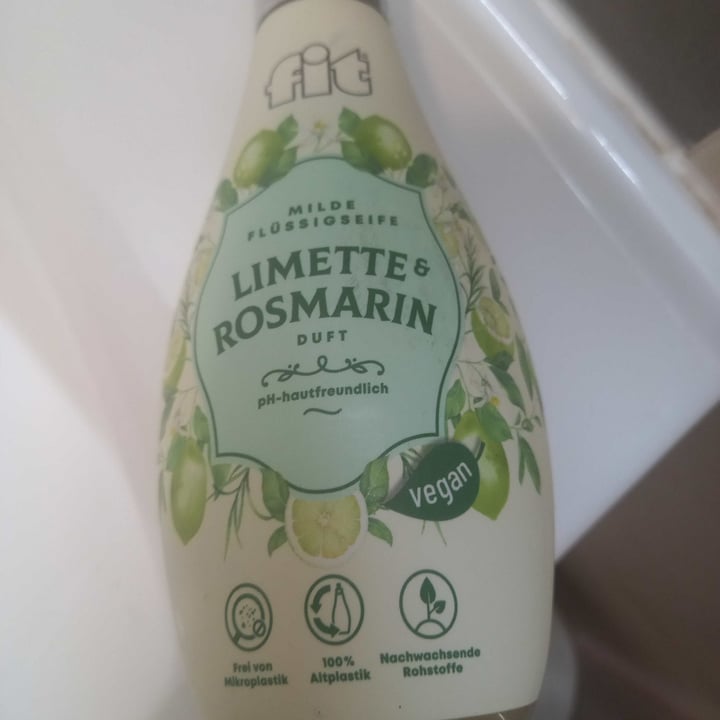 fit
MILDE
FLÜSSIGSEIFE
LIMETTE &
ROSMARIN
DUFT
pH-hautfreundlich
vegan
Frei von
Mikroplastik
100%
Altplastik
Nachwachsende
Rohstoffe